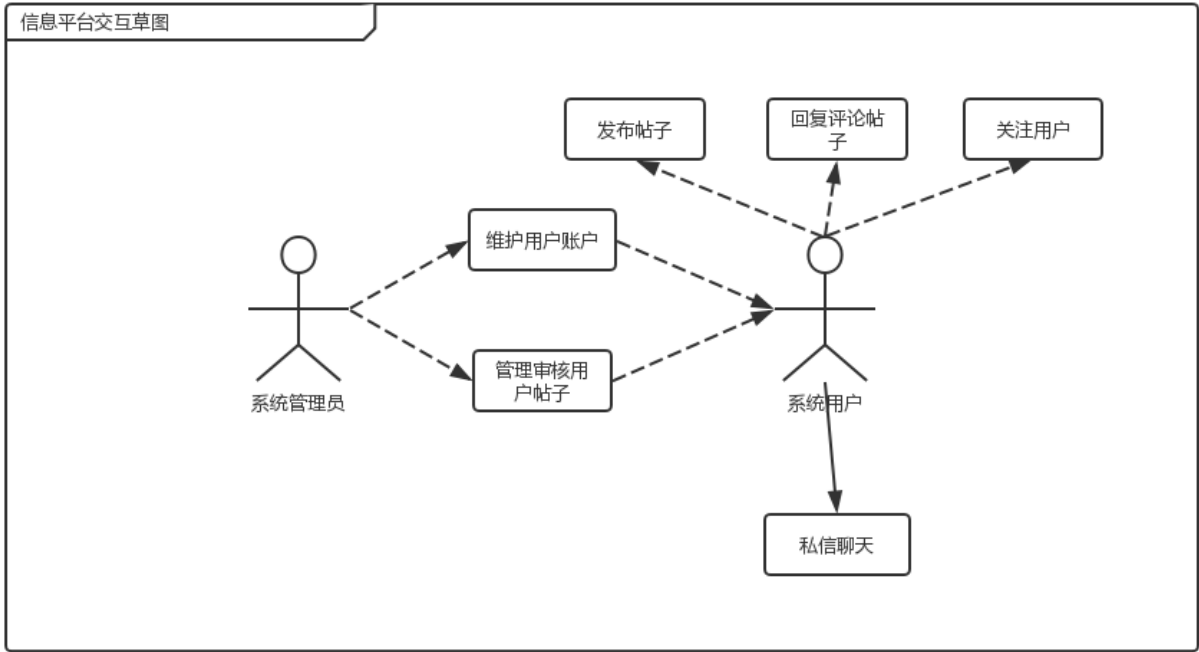 信息平台交互草图
发布帖子
回复评论帖
子
关注用户
维护用户账户
管理审核用
户帖子
系统管理员
系统用户
私信聊天